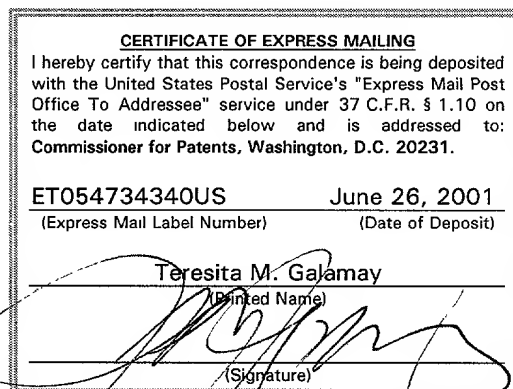 CERTIFICATE OF EXPRESS MAILING
I hereby certify that this correspondence is being deposited
with the United States Postal Service's "Express Mail Post
Office To Addressee" service under 37 C.F.R. § 1.10 on
the date indicated below and is addressed to:
Commissioner for Patents, Washington, D.C. 20231.
ET054734340US June 26, 2001
(Express Mail Label Number) (Date of Deposit)
Teresita M. Galamay
(Printed Name)
(Signature)